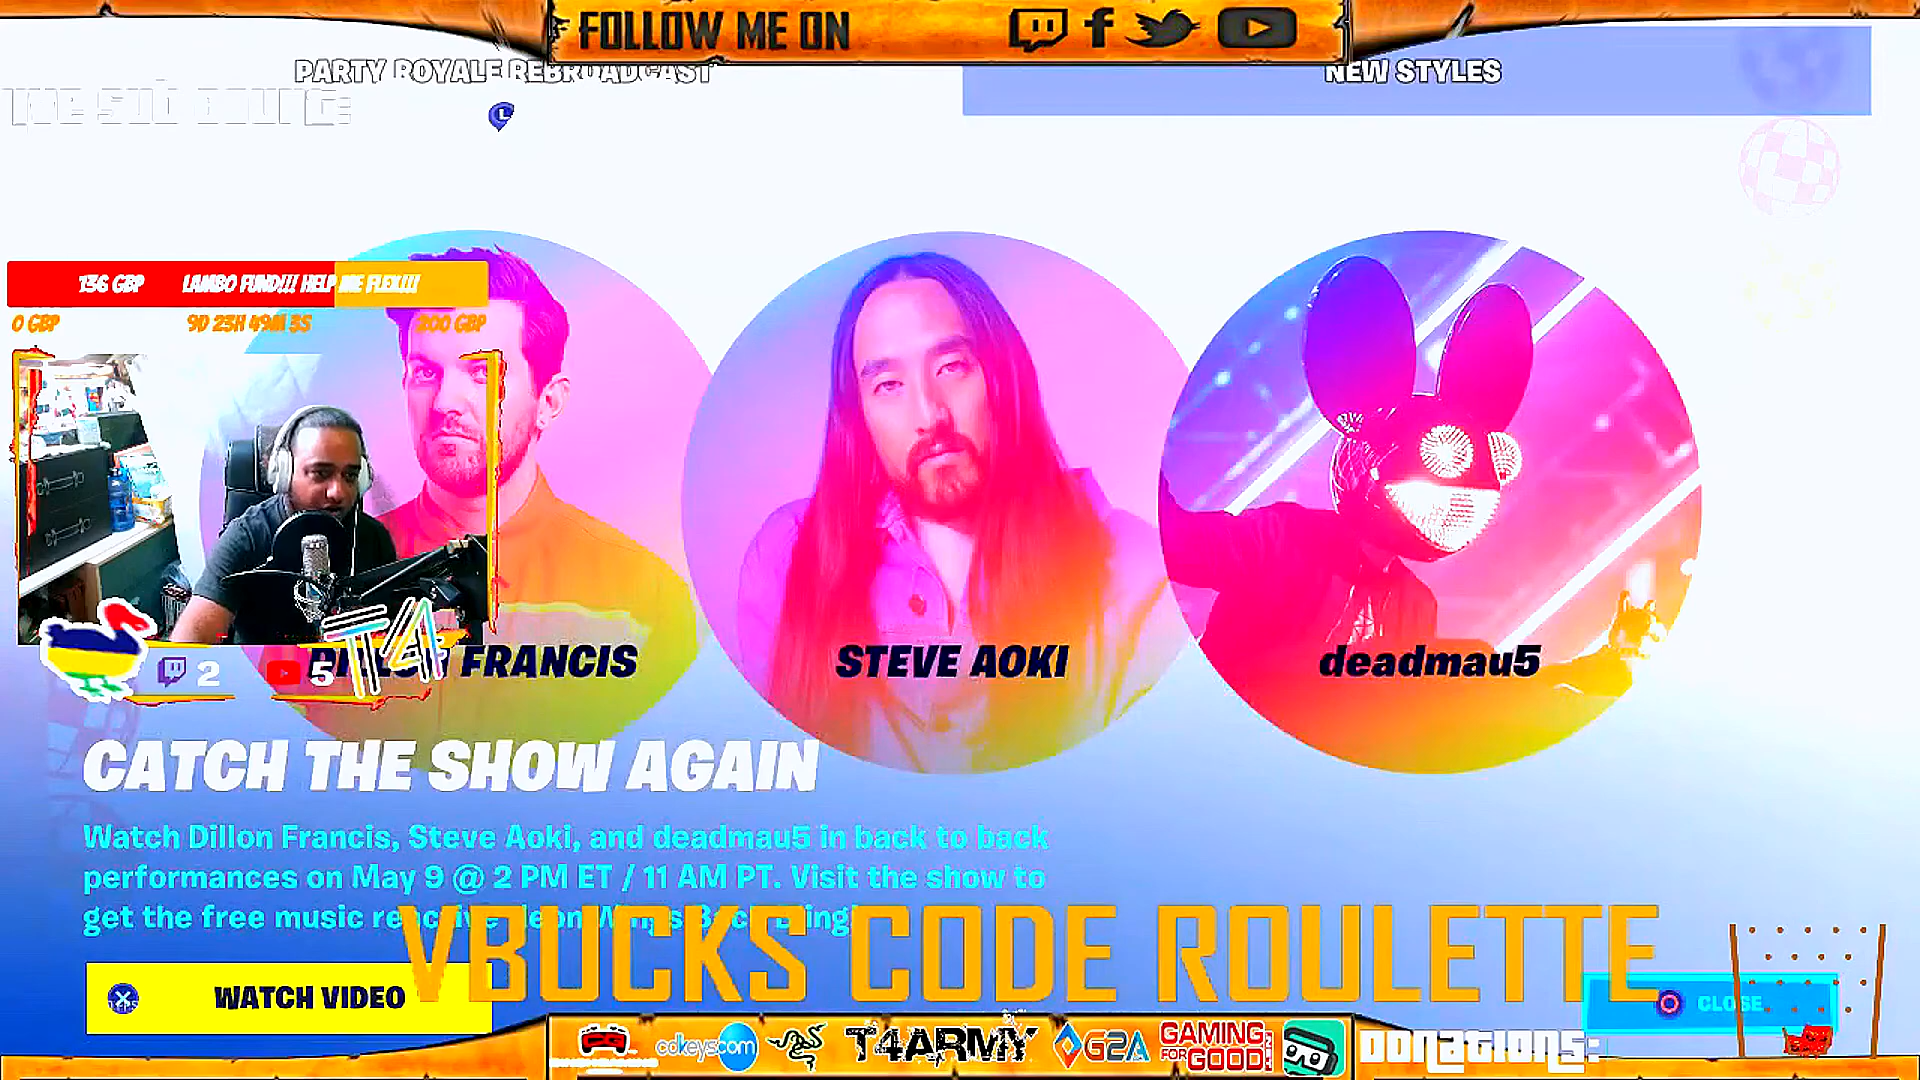 FOLLOW ME ON
PARTY ROYALE REBROADCAST
NEW STYLES
136 GBP LAMBO FUND!!! HELP ME FLEX!!!
0 GBP 9D 23H 49M 3S 200 GBP
2 5 T4
FRANCIS
STEVE AOKI
deadmau5
CATCH THE SHOW AGAIN
Watch Dillon Francis, Steve Aoki, and deadmau5 in back to back
performances on May 9 @ 2 PM ET / 11 AM PT. Visit the show to
get the free music
VBUCKS CODE ROULETTE
WATCH VIDEO
CLOSE
cdkeys.com T4ARMY G2A GAMING FOR GOOD
Donations: